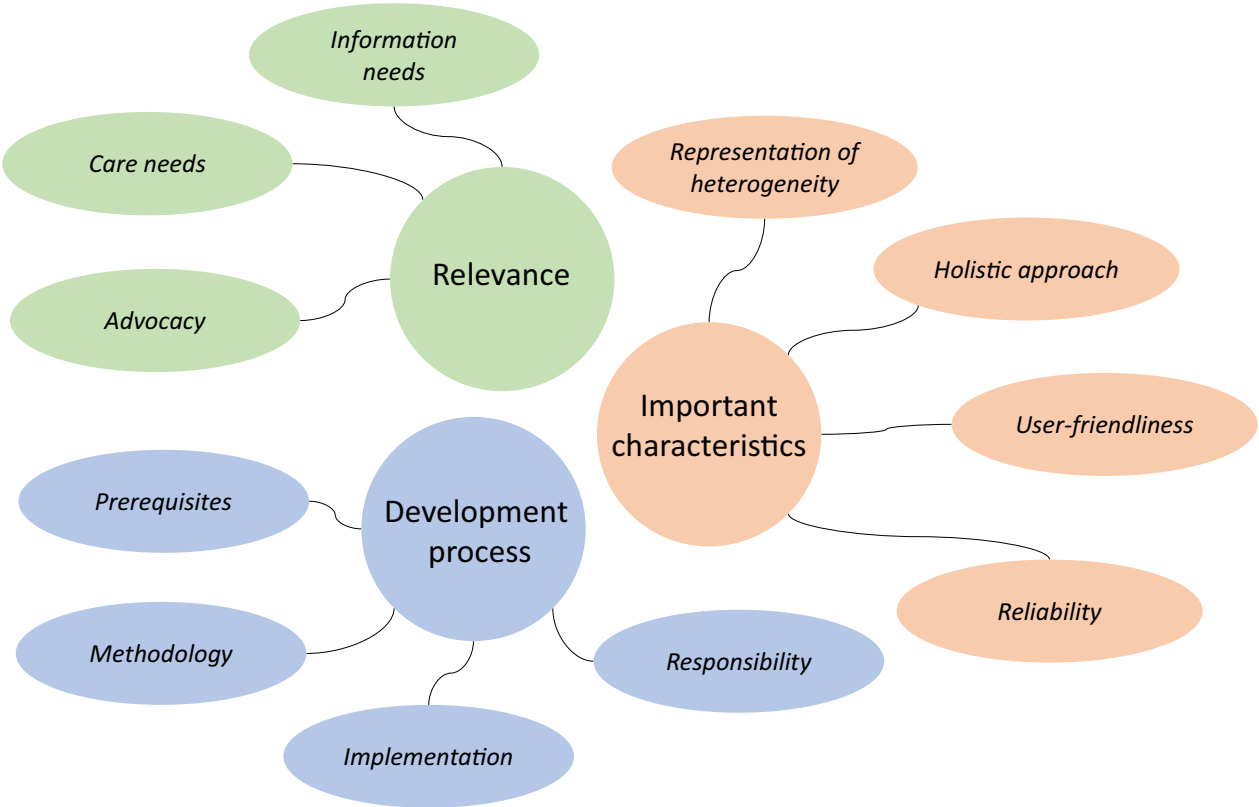 Information
needs
Care needs
Advocacy
Relevance
Representation of
heterogeneity
Holistic approach
User-friendliness
Reliability
Important
characteristics
Development
process
Prerequisites
Methodology
Implementation
Responsibility